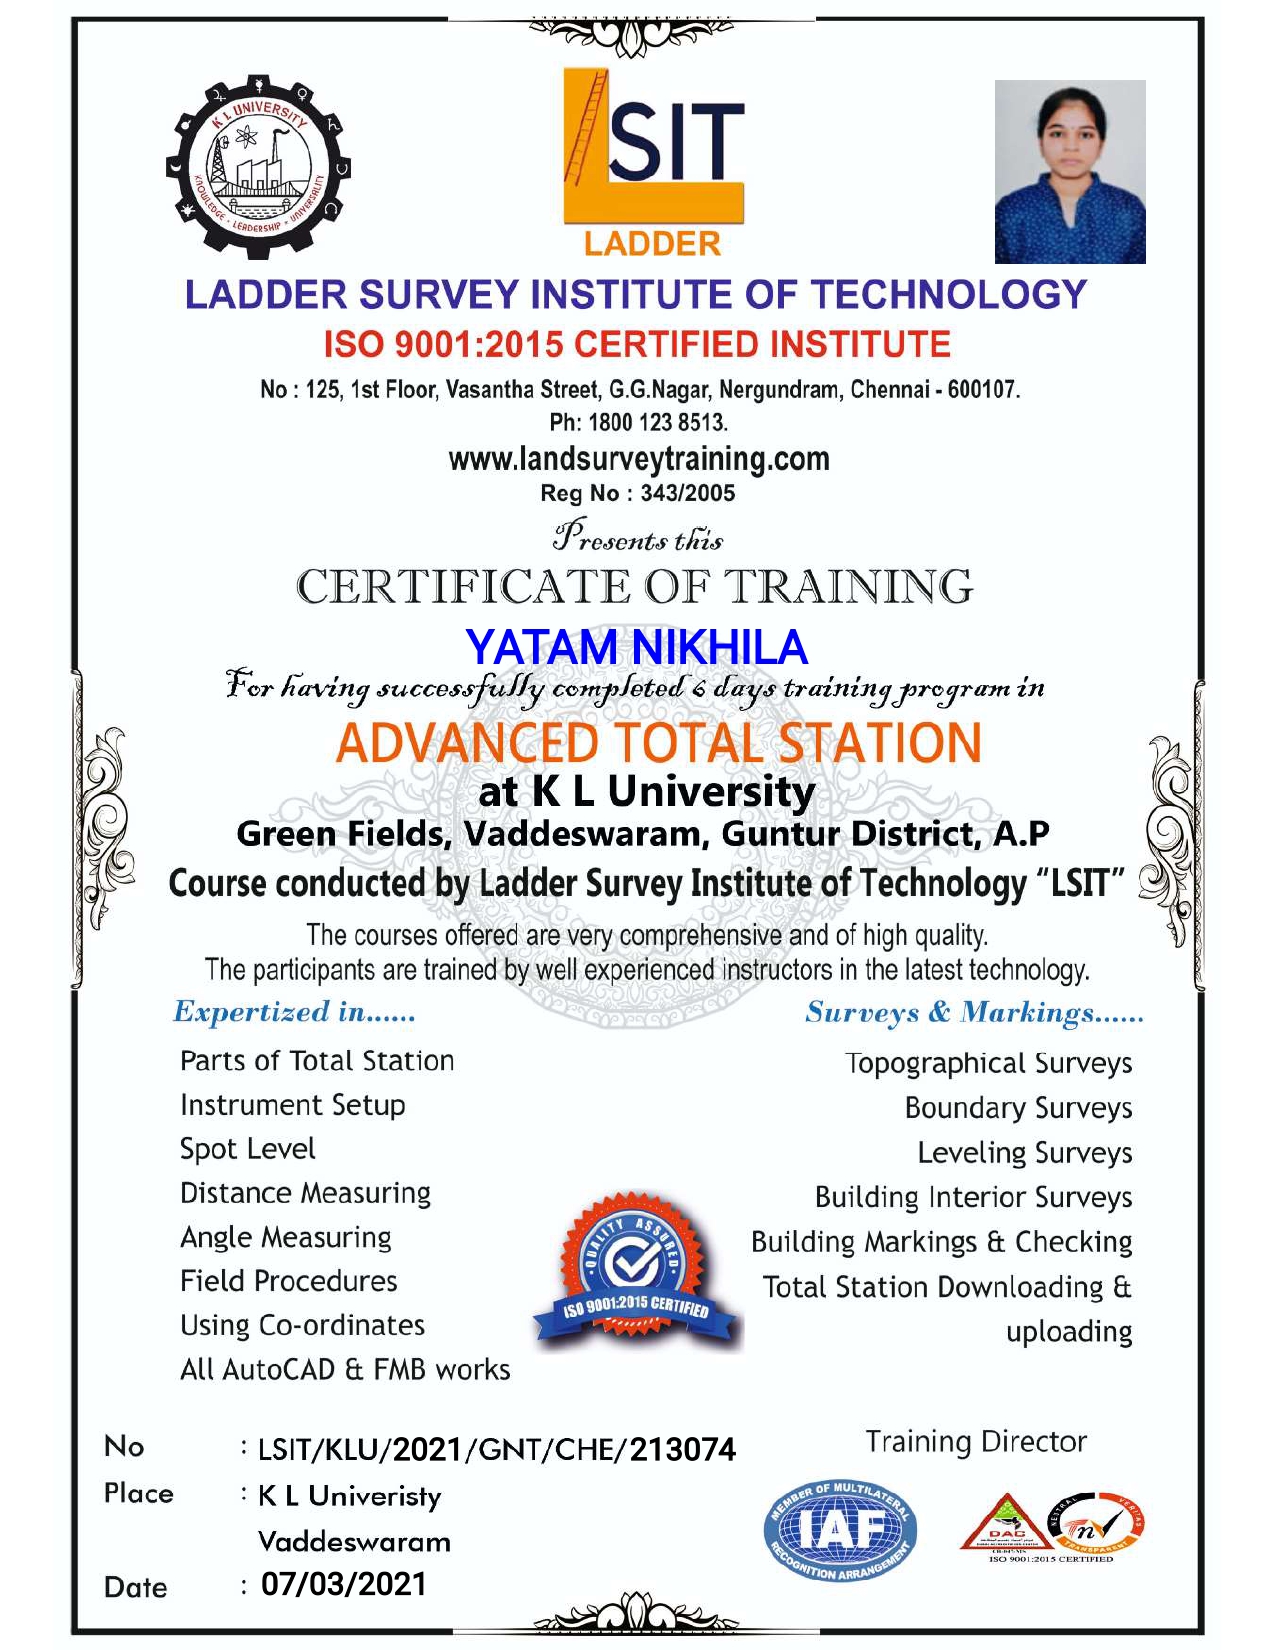 K L UNIVERSITY
KNOWLEDGE - LEADERSHIP - UNIVERSALITY
LSIT
LADDER
LADDER SURVEY INSTITUTE OF TECHNOLOGY
ISO 9001:2015 CERTIFIED INSTITUTE
No : 125, 1st Floor, Vasantha Street, G.G.Nagar, Nergundram, Chennai - 600107.
Ph: 1800 123 8513.
www.landsurveytraining.com
Reg No : 343/2005
Presents this
CERTIFICATE OF TRAINING
YATAM NIKHILA
For having successfully completed 6 days training program in
ADVANCED TOTAL STATION
at K L University
Green Fields, Vaddeswaram, Guntur District, A.P
Course conducted by Ladder Survey Institute of Technology “LSIT”
The courses offered are very comprehensive and of high quality.
The participants are trained by well experienced instructors in the latest technology.
Expertized in......
Parts of Total Station
Instrument Setup
Spot Level
Distance Measuring
Angle Measuring
Field Procedures
Using Co-ordinates
All AutoCAD & FMB works
Surveys & Markings......
Topographical Surveys
Boundary Surveys
Leveling Surveys
Building Interior Surveys
Building Markings & Checking
Total Station Downloading &
uploading
QUALITY ASSURED
ISO 9001:2015 CERTIFIED
No : LSIT/KLU/2021/GNT/CHE/213074
Place : K L Univeristy
Vaddeswaram
Date : 07/03/2021
Training Director
MEMBER OF MULTILATERAL
IAF
RECOGNITION ARRANGEMENT
DAC
TNV
TRANSPARENT
ISO 9001:2015 CERTIFIED